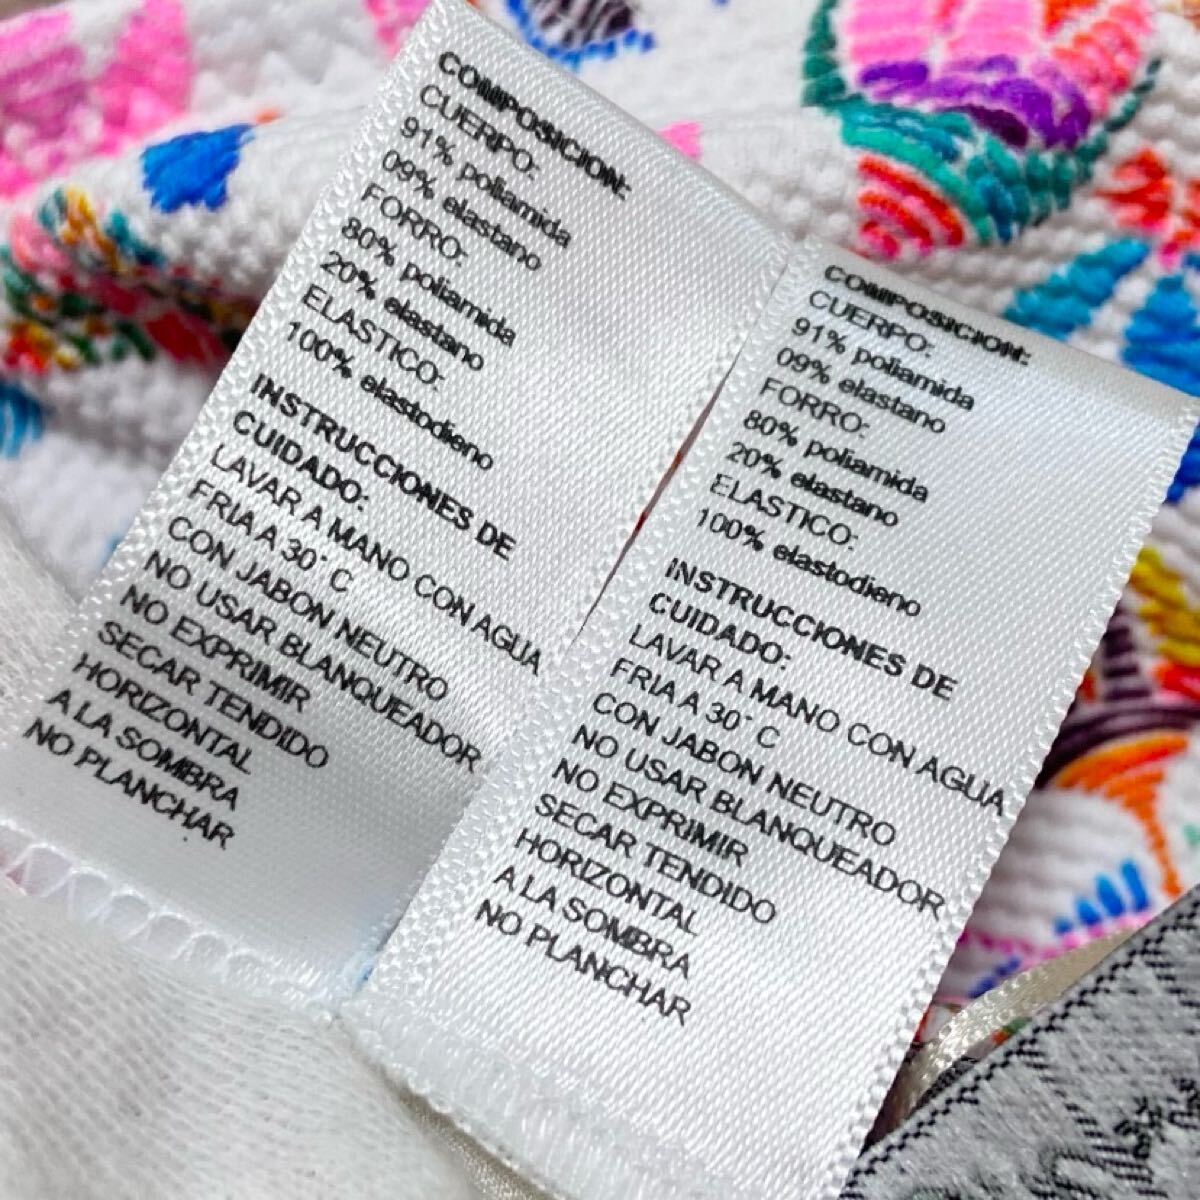 COMPOSICION:
CUERPO:
91% poliamida
09% elastano
FORRO:
80% poliamida
20% elastano
ELASTICO:
100% elastodieno
INSTRUCCIONES DE
CUIDADO:
LAVAR A MANO CON AGUA
FRIA A 30° C
CON JABON NEUTRO
NO USAR BLANQUEADOR
NO EXPRIMIR
SECAR TENDIDO
HORIZONTAL
A LA SOMBRA
NO PLANCHAR
COMPOSICION:
CUERPO:
91% poliamida
09% elastano
FORRO:
80% poliamida
20% elastano
ELASTICO:
100% elastodieno
INSTRUCCIONES DE
CUIDADO:
LAVAR A MANO CON AGUA
FRIA A 30° C
CON JABON NEUTRO
NO USAR BLANQUEADOR
NO EXPRIMIR
SECAR TENDIDO
HORIZONTAL
A LA SOMBRA
NO PLANCHAR